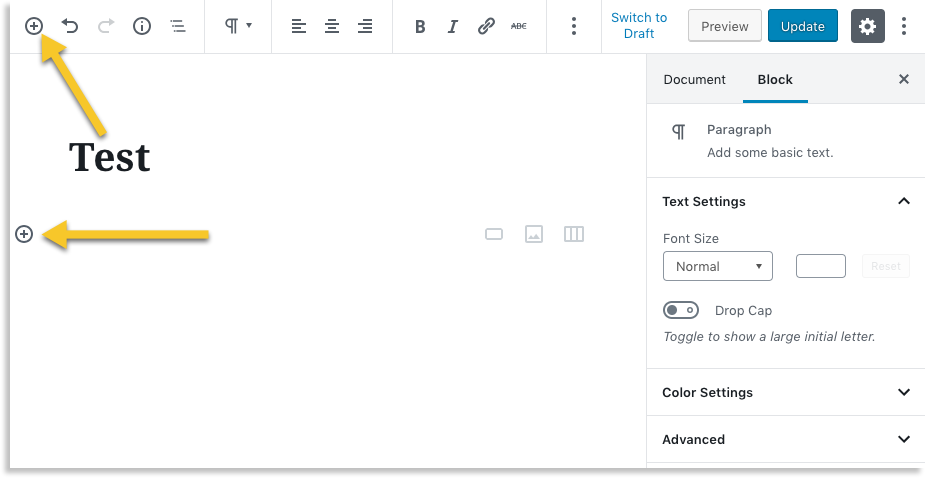 B I ABC Switch to Draft Preview Update
Document Block
Paragraph
Add some basic text.
Test
Text Settings
Font Size
Normal Reset
Drop Cap
Toggle to show a large initial letter.
Color Settings
Advanced